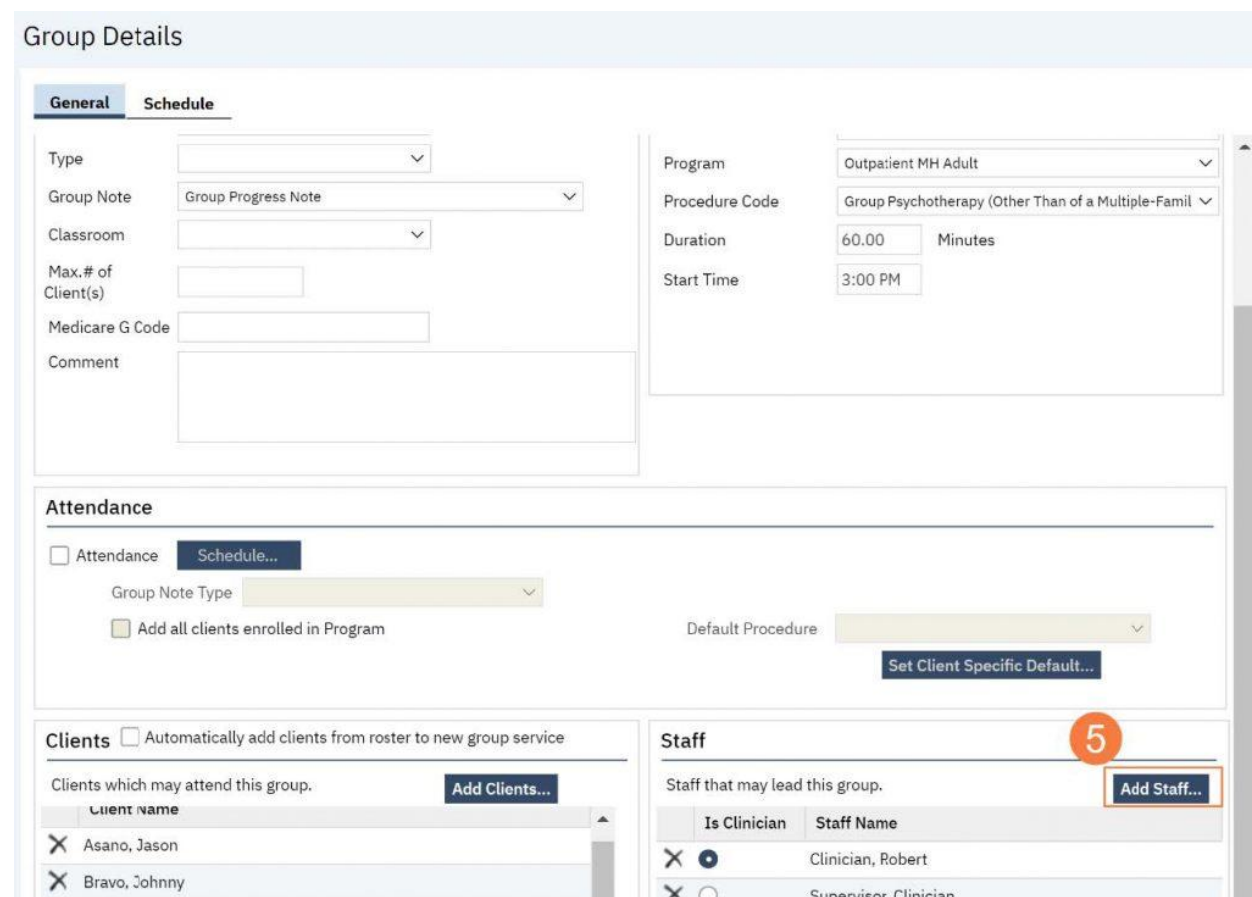 Group Details
General Schedule
Type
Group Note Group Progress Note
Classroom
Max.# of
Client(s)
Medicare G Code
Comment
Program Outpatient MH Adult
Procedure Code Group Psychotherapy (Other Than of a Multiple-Famil
Duration 60.00 Minutes
Start Time 3:00 PM
Attendance
Attendance Schedule...
Group Note Type
Add all clients enrolled in Program
Default Procedure
Set Client Specific Default...
Clients Automatically add clients from roster to new group service
Clients which may attend this group. Add Clients...
Client Name
Asano, Jason
Bravo, Johnny
Staff
5
Staff that may lead this group. Add Staff...
Is Clinician Staff Name
Clinician, Robert
Supervisor, Clinician